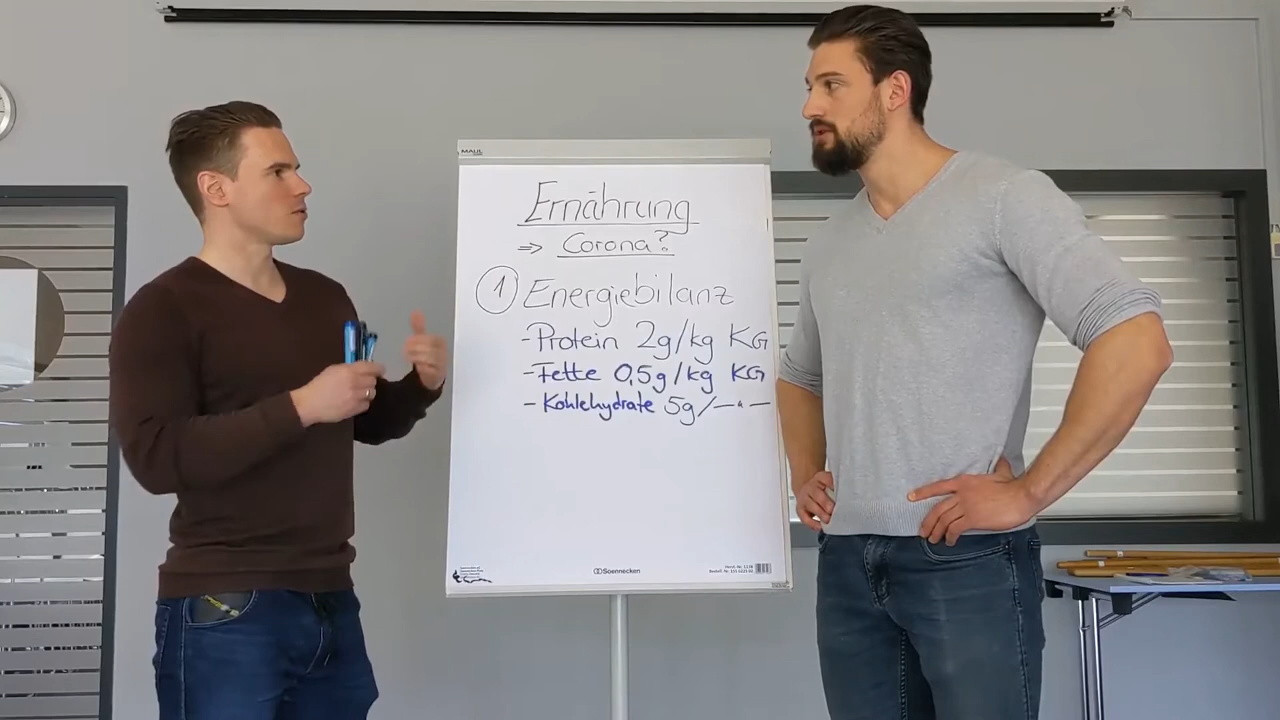 MAUL
Ernährung
⇒ Corona?
① Energiebilanz
- Protein 2g/kg KG
- Fette 0,5g/kg KG
- Kohlehydrate 5g/—"—
Soennecken